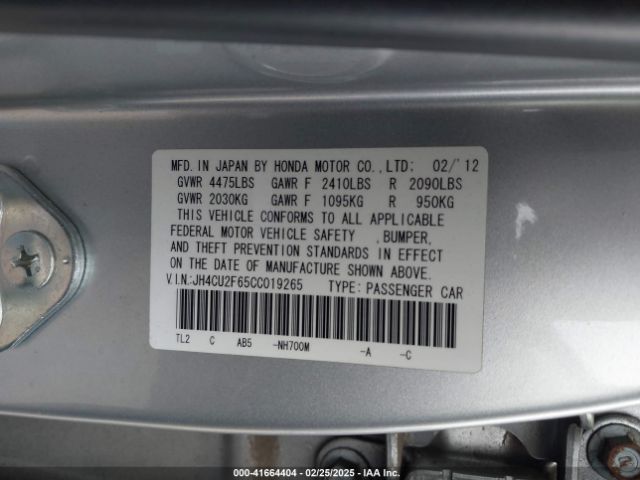 MFD. IN JAPAN BY HONDA MOTOR CO.,LTD: 02/'12
GVWR 4475LBS GAWR F 2410LBS R 2090LBS
GVWR 2030KG GAWR F 1095KG R 950KG
THIS VEHICLE CONFORMS TO ALL APPLICABLE
FEDERAL MOTOR VEHICLE SAFETY ,BUMPER,
AND THEFT PREVENTION STANDARDS IN EFFECT
ON THE DATE OF MANUFACTURE SHOWN ABOVE.
V.I.N.:JH4CU2F65CC019265 TYPE: PASSENGER CAR
TL2 C AB5 -NH700M -A -C
000-41664404 - 02/25/2025 - IAA Inc.